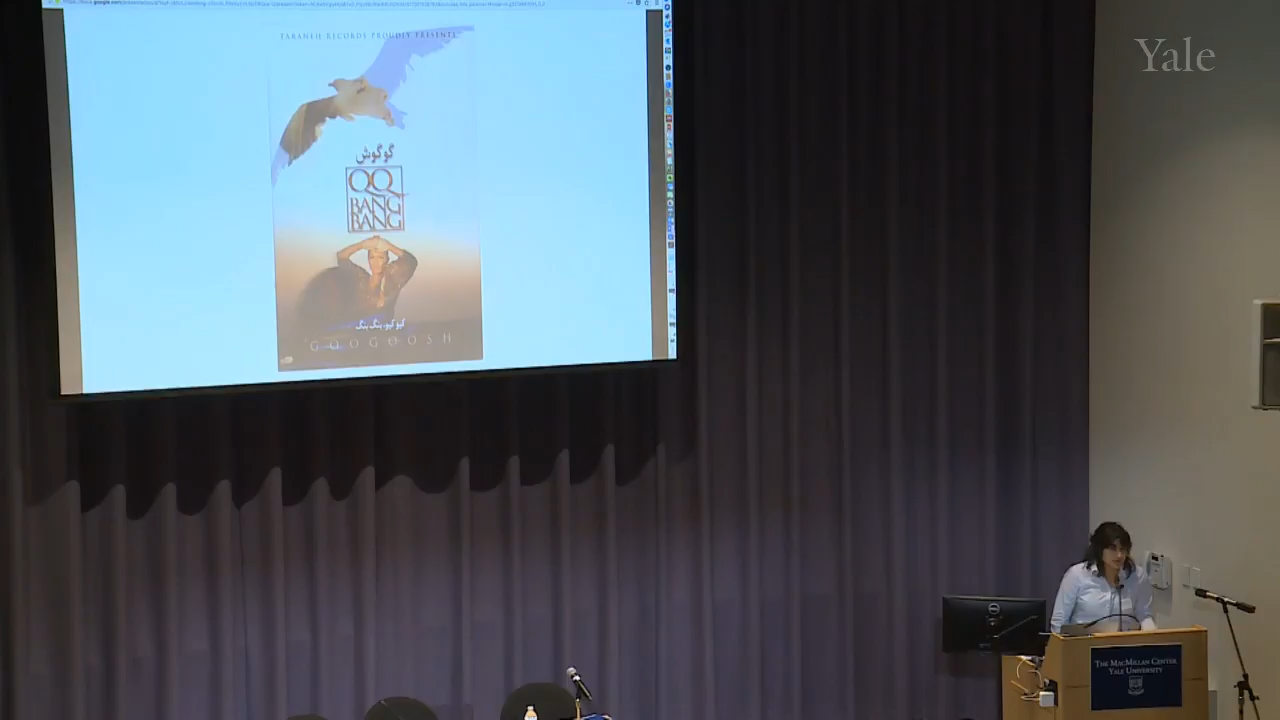 TARANEH RECORDS PROUDLY PRESENTS
Yale
گوگوش
QQ
BANG
BANG
کیو کیو بنگ بنگ
GOOGOOSH
DELL
THE MACMILLAN CENTER
YALE UNIVERSITY